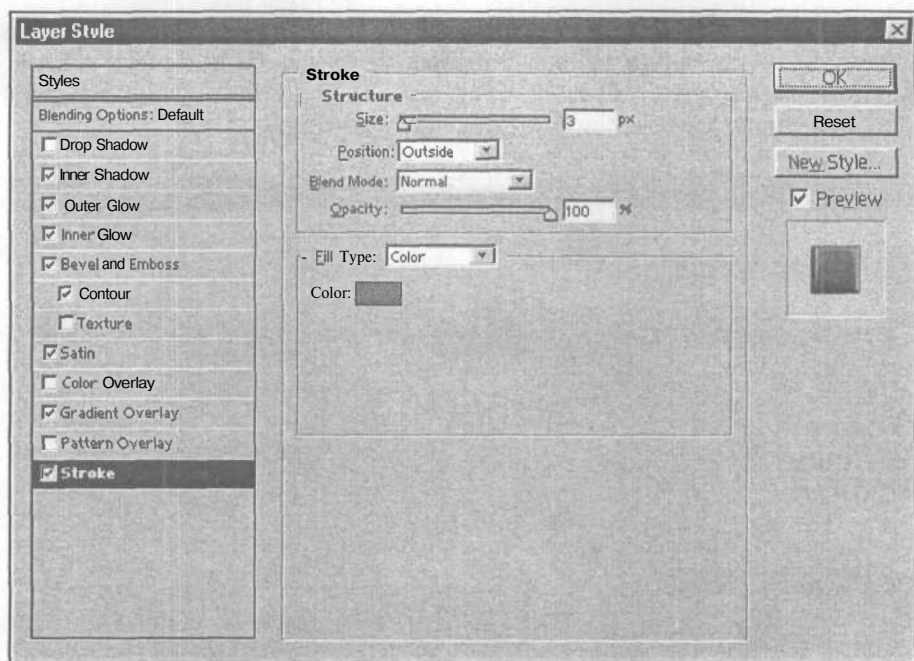 Layer Style
Styles
Blending Options: Default
Drop Shadow
Inner Shadow
Outer Glow
Inner Glow
Bevel and Emboss
Contour
Texture
Satin
Color Overlay
Gradient Overlay
Pattern Overlay
Stroke
Stroke
Structure
Size: 3 px
Position: Outside
Blend Mode: Normal
Opacity: 100 %
- Fill Type: Color
Color:
OK
Reset
New Style...
Preview